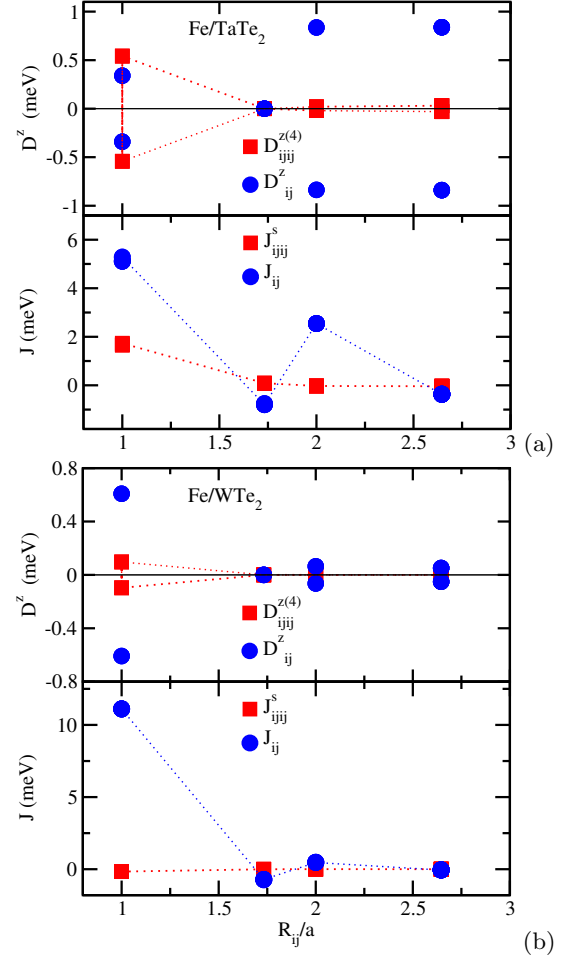 Fe/TaTe2
1
0.5
0
-0.5
-1
D^z (meV)
D^z(4)_ijij
D^z_ij
6
4
2
0
J (meV)
J^s_ijij
J_ij
1 1.5 2 2.5 3
(a)
Fe/WTe2
0.8
0.4
0
-0.4
-0.8
D^z (meV)
D^z(4)_ijij
D^z_ij
10
5
0
J (meV)
J^s_ijij
J_ij
1 1.5 2 2.5 3
R_ij/a
(b)